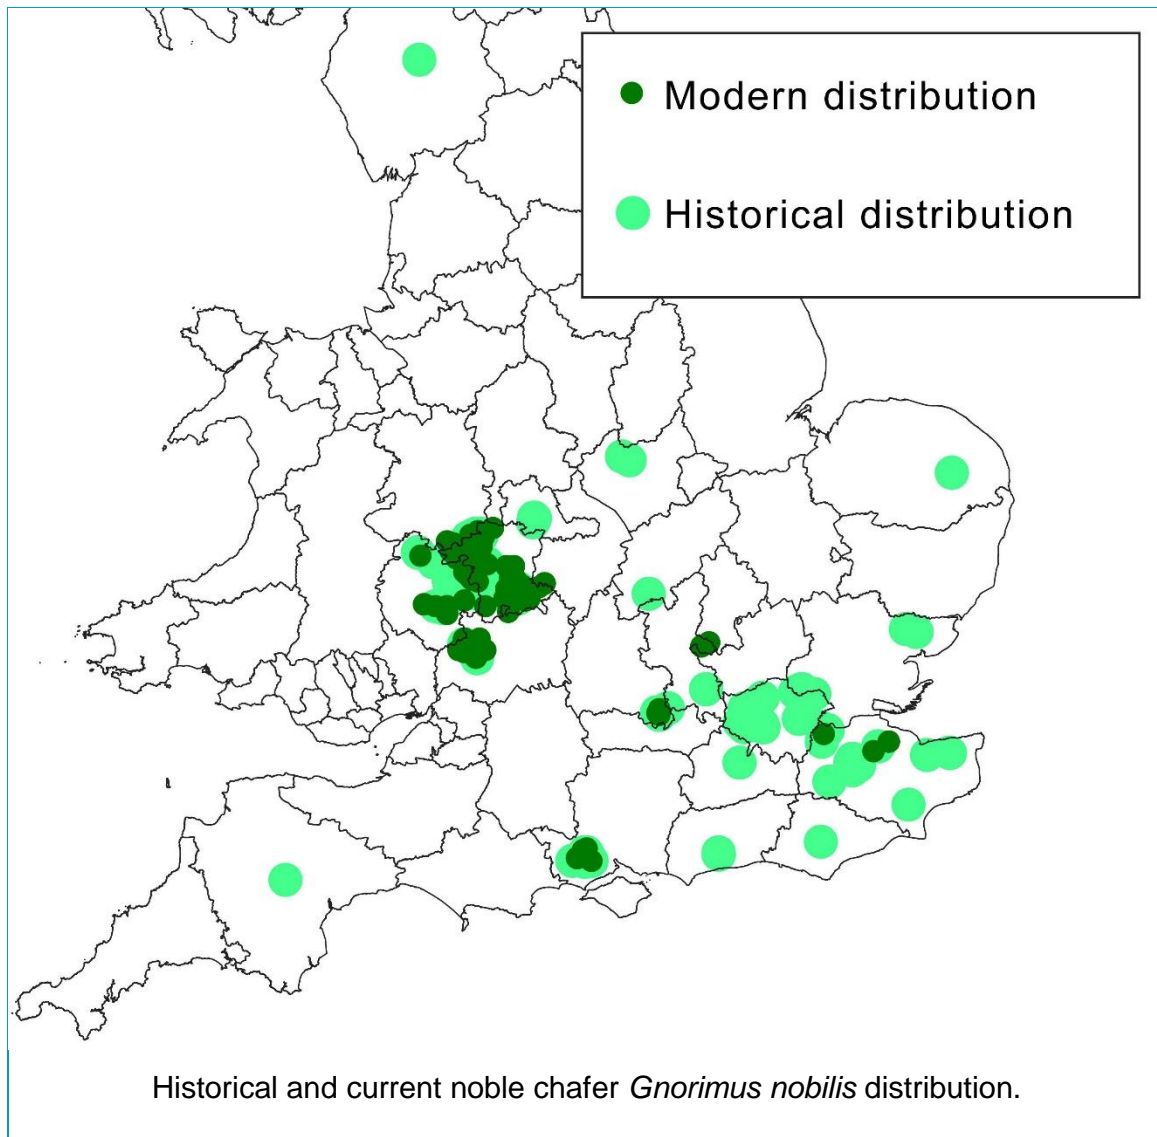 Modern distribution
Historical distribution
Historical and current noble chafer Gnorimus nobilis distribution.